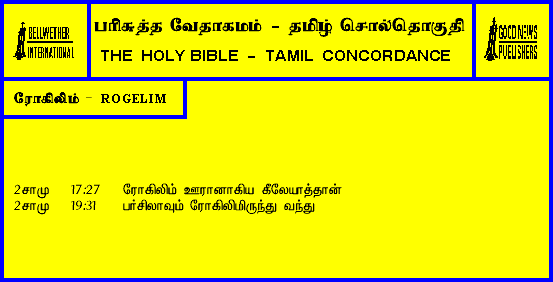 BELLWETHER
INTERNATIONAL
பரிசுத்த வேதாகமம் - தமிழ் சொல்தொகுதி
THE HOLY BIBLE - TAMIL CONCORDANCE
GOOD NEWS
PUBLISHERS
ரோகிலிம் - ROGELIM
2சாமு 17:27 ரோகிலிம் ஊரானாகிய கீலேயாத்தான்
2சாமு 19:31 பர்சிலாவும் ரோகிலிமிருந்து வந்து